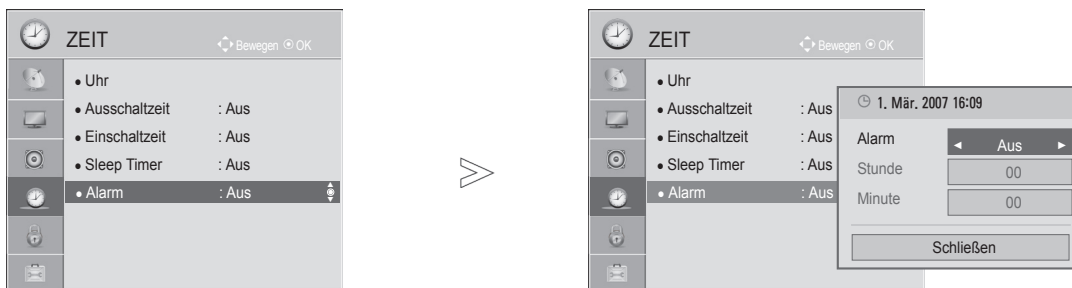 ZEIT
Bewegen OK
• Uhr
• Ausschaltzeit : Aus
• Einschaltzeit : Aus
• Sleep Timer : Aus
• Alarm : Aus
ZEIT
Bewegen OK
• Uhr
• Ausschaltzeit : Aus
• Einschaltzeit : Aus
• Sleep Timer : Aus
• Alarm : Aus
1. Mär. 2007 16:09
Alarm ◄ Aus ►
Stunde 00
Minute 00
Schließen